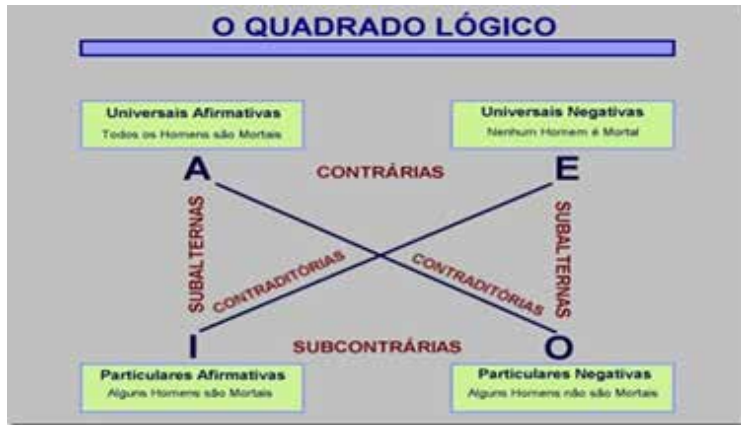 O QUADRADO LÓGICO
Universais Afirmativas
Todos os Homens são Mortais
Universais Negativas
Nenhum Homem é Mortal
A
CONTRÁRIAS
E
SUBALTERNAS
CONTRADITÓRIAS
CONTRADITÓRIAS
SUBALTERNAS
I
SUBCONTRÁRIAS
O
Particulares Afirmativas
Alguns Homens são Mortais
Particulares Negativas
Alguns Homens não são Mortais